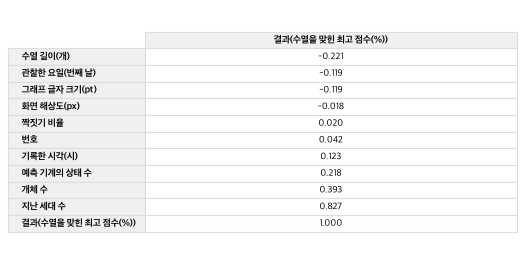 결과(수열을 맞힌 최고 점수(%))
수열 길이(개) -0.221
관찰한 요일(번째 날) -0.119
그래프 글자 크기(pt) -0.119
화면 해상도(px) -0.018
짝짓기 비율 0.020
번호 0.042
기록한 시각(시) 0.123
예측 기계의 상태 수 0.218
개체 수 0.393
지난 세대 수 0.827
결과(수열을 맞힌 최고 점수(%)) 1.000